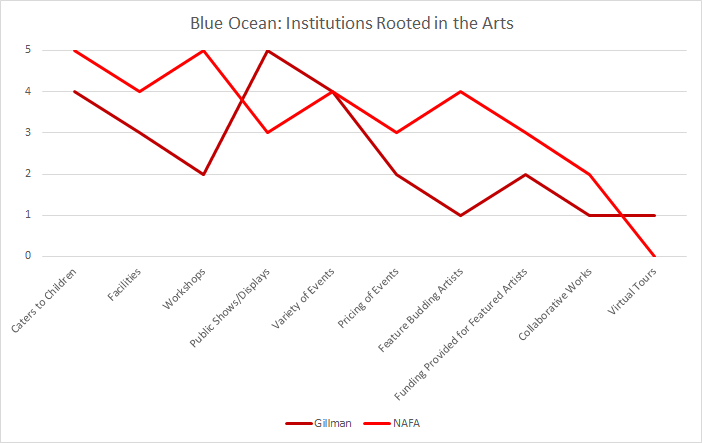 Blue Ocean: Institutions Rooted in the Arts
5
4
3
2
1
0
Caters to Children
Facilities
Workshops
Public Shows/Displays
Variety of Events
Pricing of Events
Feature Budding Artists
Funding Provided for Featured Artists
Collaborative Works
Virtual Tours
Gillman
NAFA